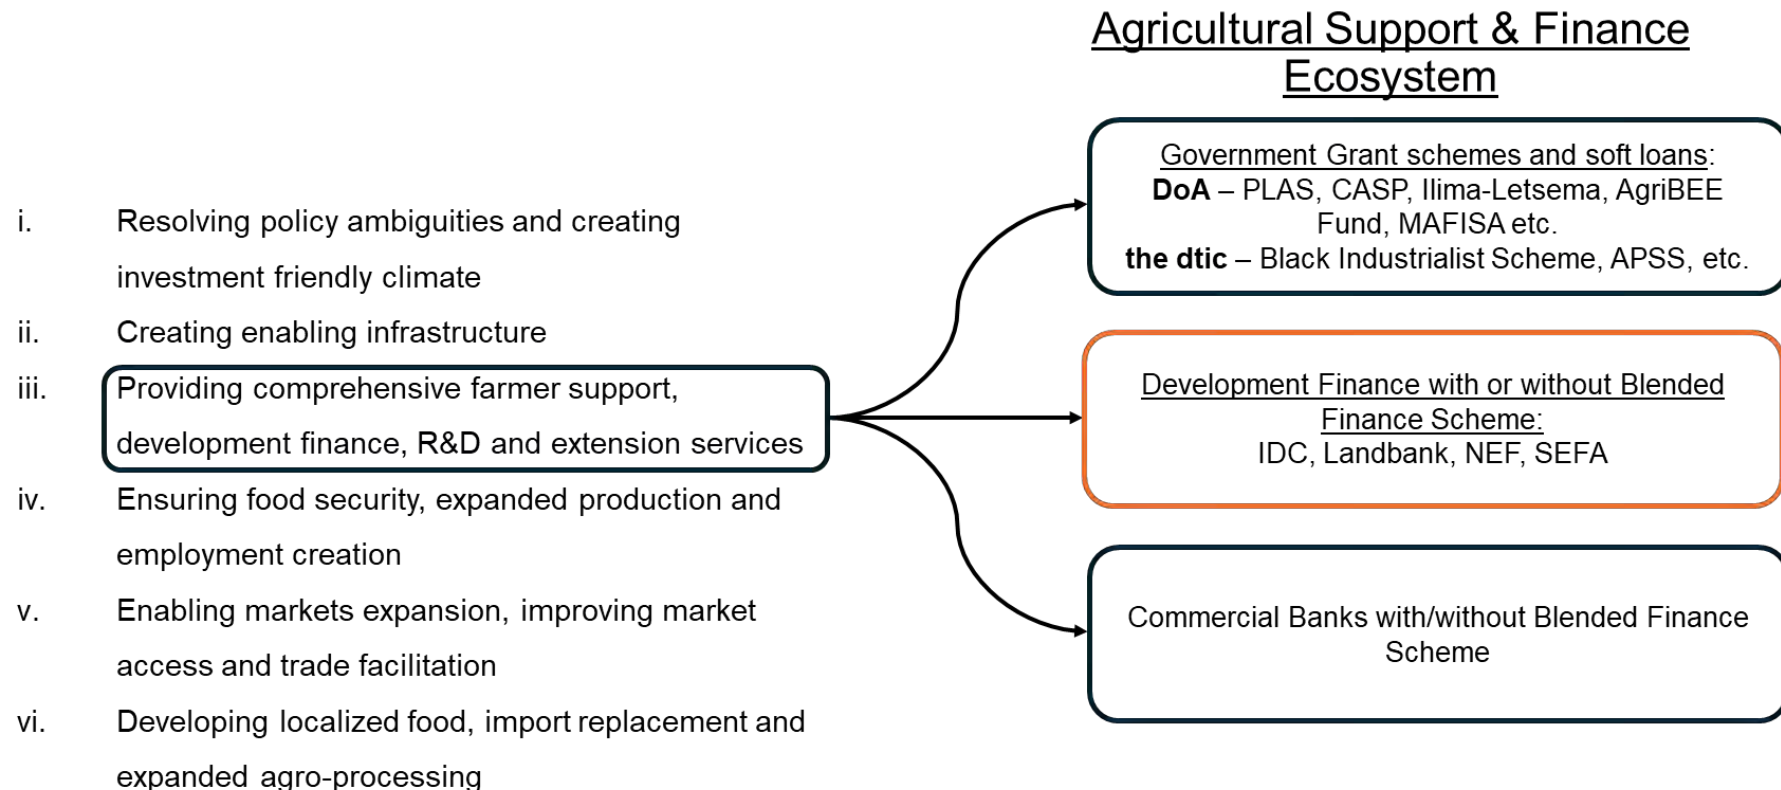 Agricultural Support & Finance
Ecosystem
i. Resolving policy ambiguities and creating
investment friendly climate
ii. Creating enabling infrastructure
iii. Providing comprehensive farmer support,
development finance, R&D and extension services
iv. Ensuring food security, expanded production and
employment creation
v. Enabling markets expansion, improving market
access and trade facilitation
vi. Developing localized food, import replacement and
expanded agro-processing
Government Grant schemes and soft loans:
DoA – PLAS, CASP, Ilima-Letsema, AgriBEE
Fund, MAFISA etc.
the dtic – Black Industrialist Scheme, APSS, etc.
Development Finance with or without Blended
Finance Scheme:
IDC, Landbank, NEF, SEFA
Commercial Banks with/without Blended Finance
Scheme